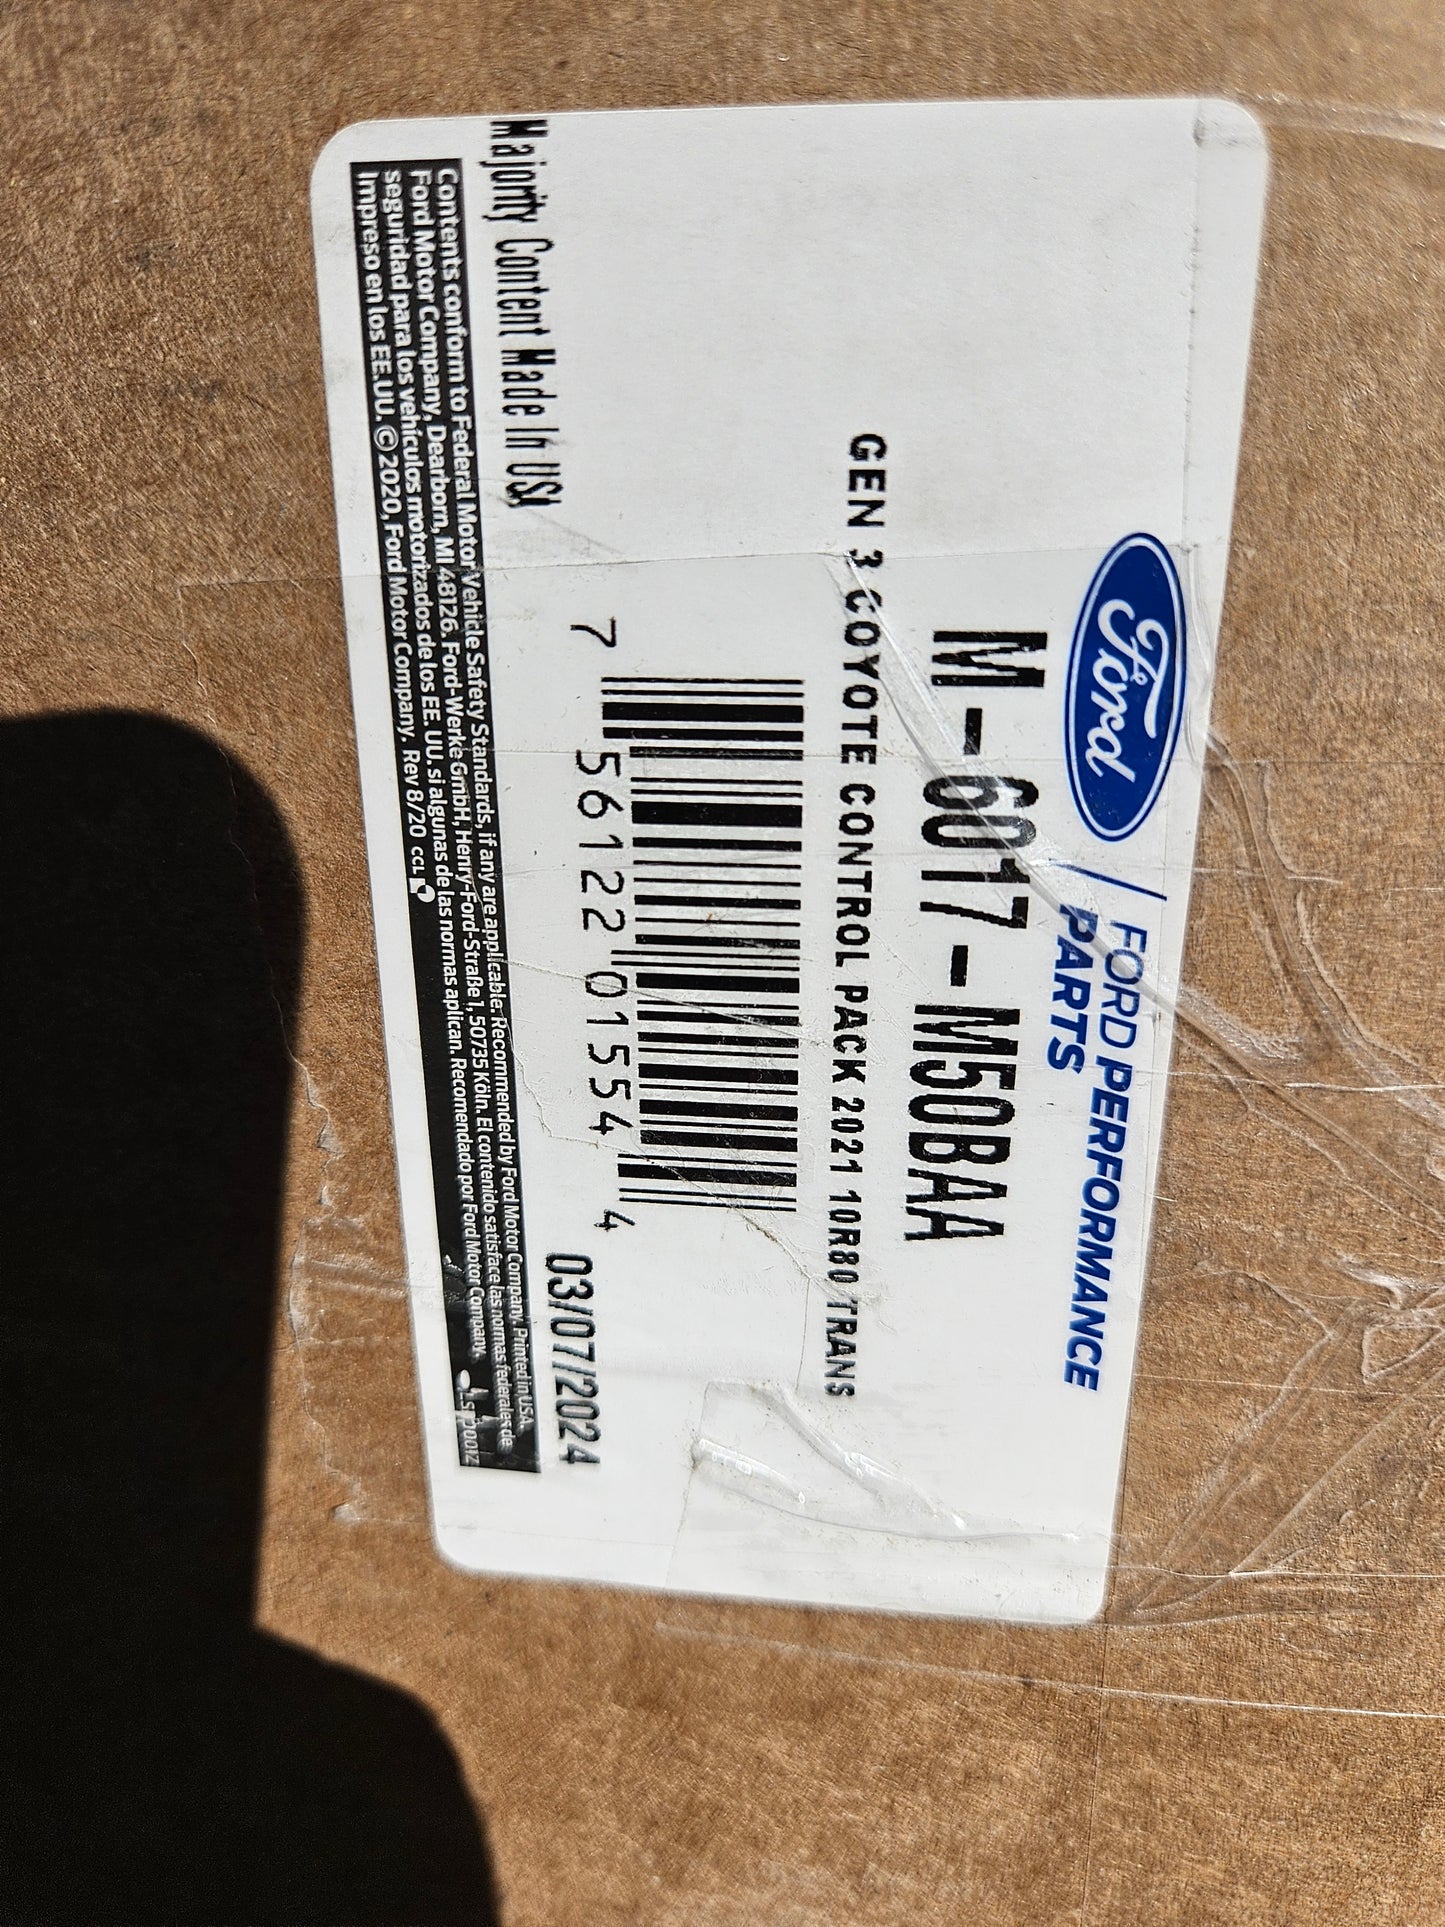 Ford
FORD PERFORMANCE
PARTS
M-6017-M50BAA
GEN 3 COYOTE CONTROL PACK 2021 10R80 TRANS
7 56122 01554 4
03/07/2024
Majority Content Made In USA
Contents conform to Federal Motor Vehicle Safety Standards, if any are applicable. Recommended by Ford Motor Company. Printed in USA.
Ford Motor Company, Dearborn, MI 48126. Ford-Werke GmbH, Henry-Ford-Straße 1, 50735 Köln. El contenido satisface las normas federales de
seguridad para los vehículos motorizados de los EE. UU. si algunas de las normas aplican. Recomendado por Ford Motor Company.
Impreso en los EE.UU. © 2020, Ford Motor Company. Rev 8/20 CCL